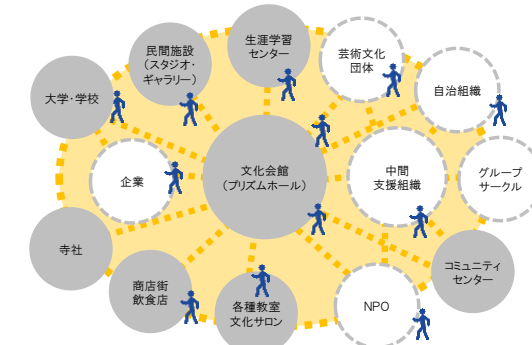 生涯学習
センター
民間施設
(スタジオ・
ギャラリー)
芸術文化
団体
自治組織
大学・学校
企業
文化会館
(プリズムホール)
中間
支援組織
グループ
サークル
寺社
商店街
飲食店
各種教室
文化サロン
NPO
コミュニティ
センター